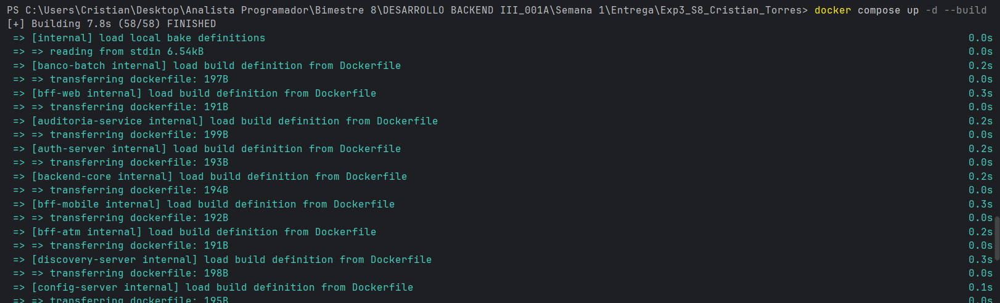 PS C:\Users\Cristian\Desktop\Analista Programador\Bimestre 8\DESARROLLO BACKEND III_001A\Semana 1\Entrega\Exp3_S8_Cristian_Torres> docker compose up -d --build
[+] Building 7.8s (58/58) FINISHED
=> [internal] load local bake definitions 0.0s
=> => reading from stdin 6.54kB 0.0s
=> [banco-batch internal] load build definition from Dockerfile 0.2s
=> => transferring dockerfile: 197B 0.0s
=> [bff-web internal] load build definition from Dockerfile 0.3s
=> => transferring dockerfile: 191B 0.0s
=> [auditoria-service internal] load build definition from Dockerfile 0.2s
=> => transferring dockerfile: 199B 0.0s
=> [auth-server internal] load build definition from Dockerfile 0.2s
=> => transferring dockerfile: 193B 0.0s
=> [backend-core internal] load build definition from Dockerfile 0.2s
=> => transferring dockerfile: 194B 0.0s
=> [bff-mobile internal] load build definition from Dockerfile 0.3s
=> => transferring dockerfile: 192B 0.0s
=> [bff-atm internal] load build definition from Dockerfile 0.2s
=> => transferring dockerfile: 191B 0.0s
=> [discovery-server internal] load build definition from Dockerfile 0.3s
=> => transferring dockerfile: 198B 0.0s
=> [config-server internal] load build definition from Dockerfile 0.1s
=> => transferring dockerfile: 195B 0.0s